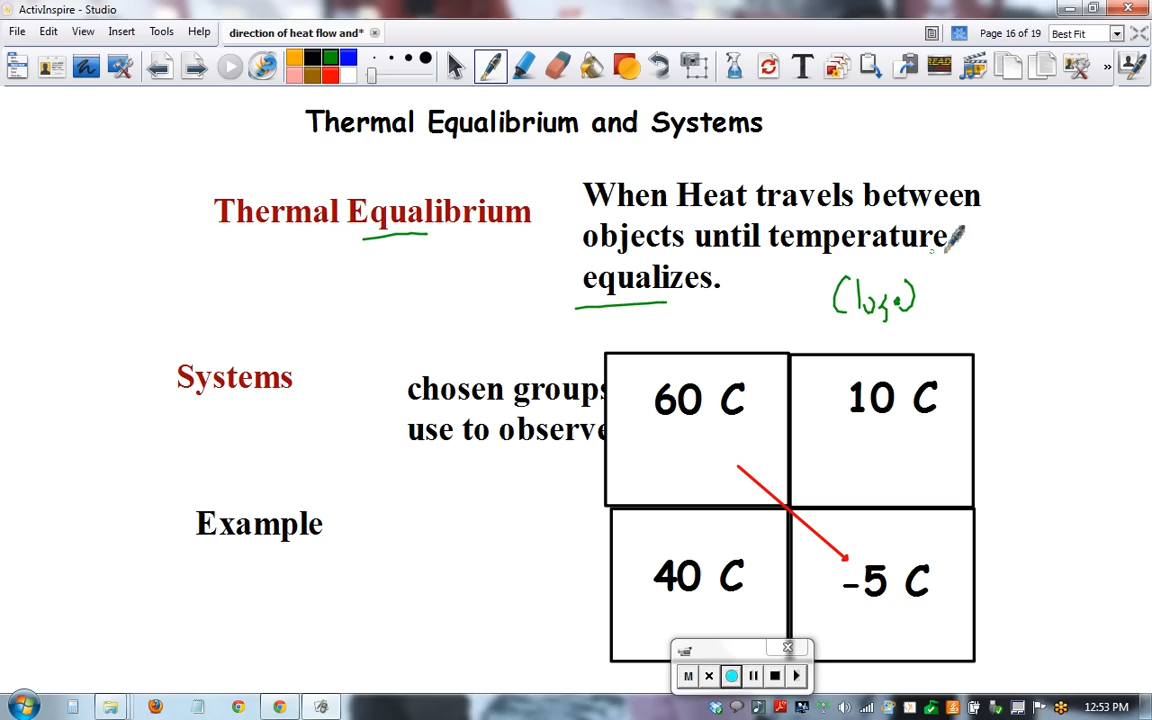 ActivInspire - Studio
File Edit View Insert Tools Help direction of heat flow and* Page 16 of 19 Best Fit
Thermal Equalibrium and Systems
Thermal Equalibrium
When Heat travels between
objects until temperature
equalizes.
Systems
chosen groups
use to observe
60 C
10 C
Example
40 C
-5 C
M
12:53 PM